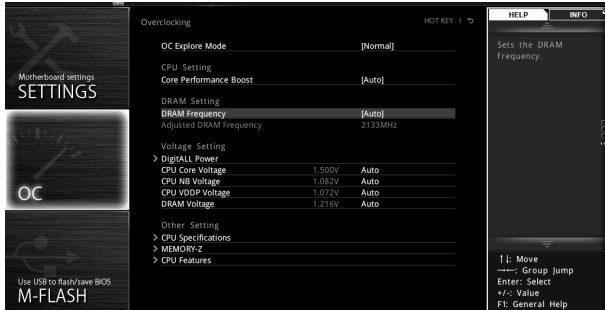 Overclocking
HOT KEY | ↶
HELP
INFO
OC Explore Mode [Normal]
Sets the DRAM
frequency.
CPU Setting
Core Performance Boost [Auto]
DRAM Setting
DRAM Frequency [Auto]
Adjusted DRAM Frequency 2133MHz
Voltage Setting
> DigitALL Power
CPU Core Voltage 1.500V Auto
CPU NB Voltage 1.082V Auto
CPU VDDP Voltage 1.072V Auto
DRAM Voltage 1.216V Auto
Other Setting
> CPU Specifications
> MEMORY-Z
> CPU Features
Motherboard settings
SETTINGS
OC
Use USB to flash/save BIOS
M-FLASH
↑↓: Move
→←: Group Jump
Enter: Select
+/-: Value
F1: General Help